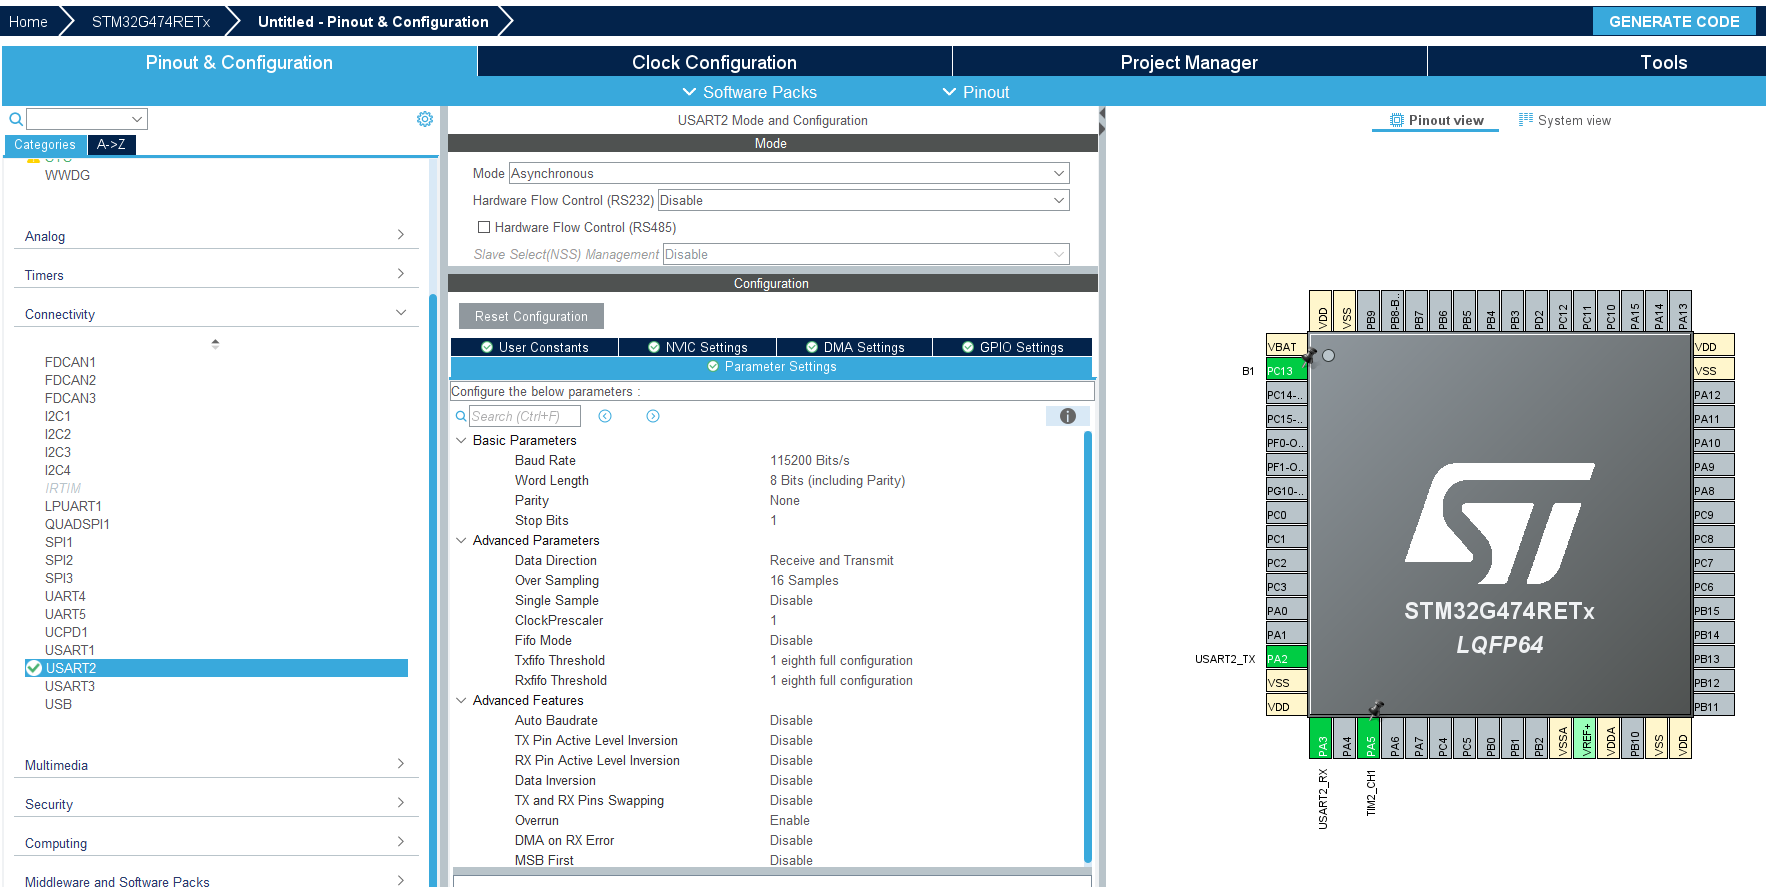 Home
STM32G474RETx
Untitled - Pinout & Configuration
GENERATE CODE
Pinout & Configuration
Clock Configuration
Project Manager
Tools
Software Packs
Pinout
Categories
A->Z
WWDG
Analog
Timers
Connectivity
FDCAN1
FDCAN2
FDCAN3
I2C1
I2C2
I2C3
I2C4
IRTIM
LPUART1
QUADSPI1
SPI1
SPI2
SPI3
UART4
UART5
UCPD1
USART1
USART2
USART3
USB
Multimedia
Security
Computing
Middleware and Software Packs
USART2 Mode and Configuration
Mode
Mode Asynchronous
Hardware Flow Control (RS232) Disable
Hardware Flow Control (RS485)
Slave Select(NSS) Management Disable
Configuration
Reset Configuration
User Constants
NVIC Settings
DMA Settings
GPIO Settings
Parameter Settings
Configure the below parameters :
Search (Ctrl+F)
Basic Parameters
Baud Rate 115200 Bits/s
Word Length 8 Bits (including Parity)
Parity None
Stop Bits 1
Advanced Parameters
Data Direction Receive and Transmit
Over Sampling 16 Samples
Single Sample Disable
ClockPrescaler 1
Fifo Mode Disable
Txfifo Threshold 1 eighth full configuration
Rxfifo Threshold 1 eighth full configuration
Advanced Features
Auto Baudrate Disable
TX Pin Active Level Inversion Disable
RX Pin Active Level Inversion Disable
Data Inversion Disable
TX and RX Pins Swapping Disable
Overrun Enable
DMA on RX Error Disable
MSB First Disable
Pinout view
System view
VDD
VSS
PB9
PB8-B..
PB7
PB6
PB5
PB4
PB3
PD2
PC12
PC11
PC10
PA15
PA14
PA13
VBAT
B1 PC13
PC14-..
PC15-..
PF0-O..
PF1-O..
PG10-..
PC0
PC1
PC2
PC3
PA0
PA1
USART2_TX PA2
VSS
VDD
ST
STM32G474RETx
LQFP64
VDD
VSS
PA12
PA11
PA10
PA9
PA8
PC9
PC8
PC7
PC6
PB15
PB14
PB13
PB12
PB11
PA3
PA4
PA5
PA6
PA7
PC4
PC5
PB0
PB1
PB2
VSSA
VREF+
VDDA
PB10
VSS
VDD
USART2_RX
TIM2_CH1